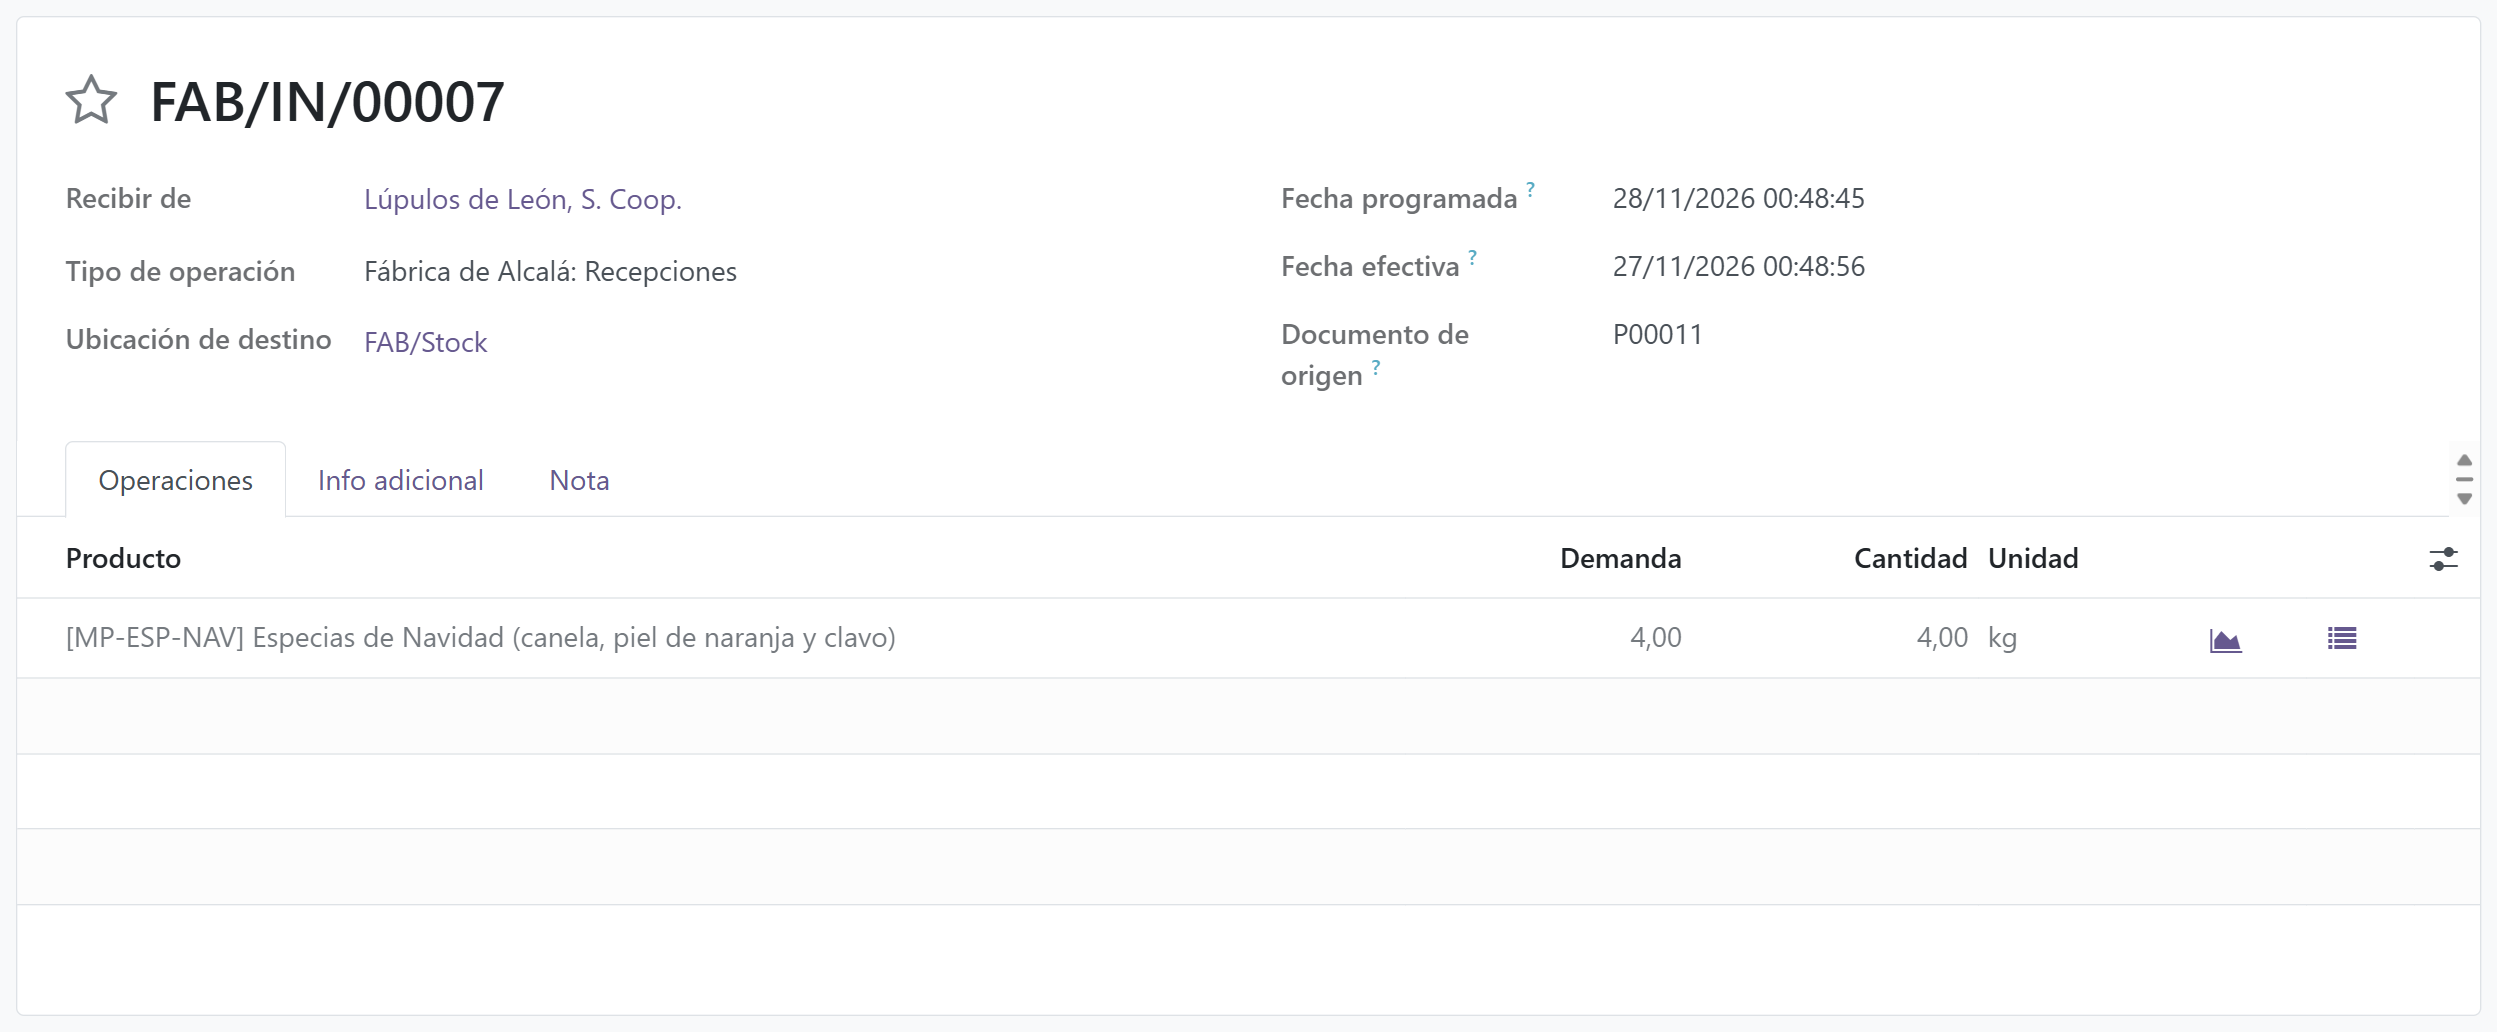 FAB/IN/00007
Recibir de Lúpulos de León, S. Coop.
Tipo de operación Fábrica de Alcalá: Recepciones
Ubicación de destino FAB/Stock
Fecha programada ? 28/11/2026 00:48:45
Fecha efectiva ? 27/11/2026 00:48:56
Documento de origen ? P00011
Operaciones Info adicional Nota
Producto Demanda Cantidad Unidad
[MP-ESP-NAV] Especias de Navidad (canela, piel de naranja y clavo) 4,00 4,00 kg